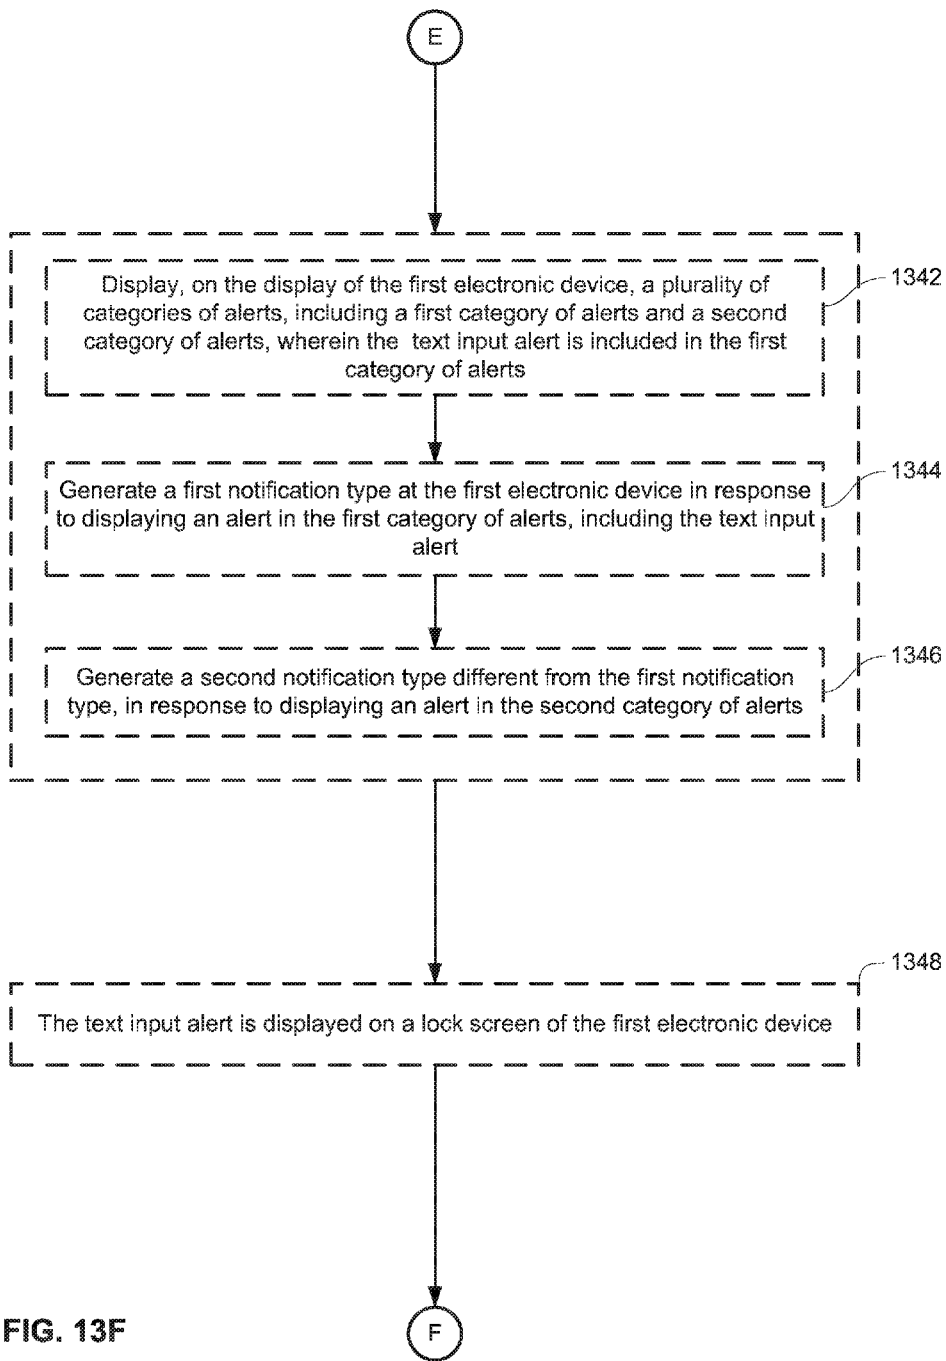 E
Display, on the display of the first electronic device, a plurality of
categories of alerts, including a first category of alerts and a second
category of alerts, wherein the text input alert is included in the first
category of alerts
1342
Generate a first notification type at the first electronic device in response
to displaying an alert in the first category of alerts, including the text input
alert
1344
Generate a second notification type different from the first notification
type, in response to displaying an alert in the second category of alerts
1346
The text input alert is displayed on a lock screen of the first electronic device
1348
F
FIG. 13F